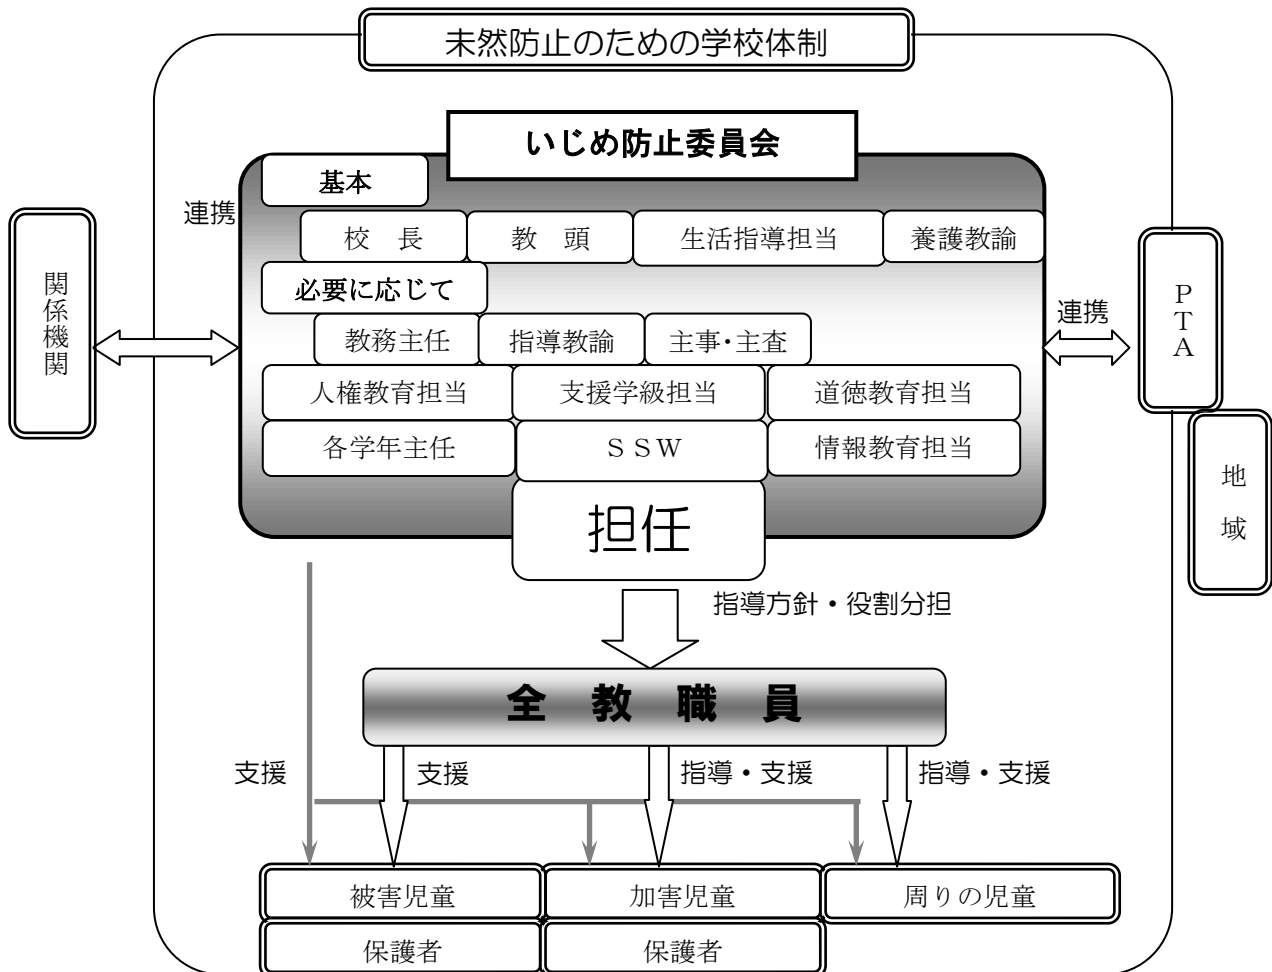 未然防止のための学校体制
いじめ防止委員会
基本
連携
校　長
教　頭
生活指導担当
養護教諭
必要に応じて
教務主任
指導教諭
主事・主査
人権教育担当
支援学級担当
道徳教育担当
各学年主任
ＳＳＷ
情報教育担当
担任
関係機関
連携
ＰＴＡ
地域
指導方針・役割分担
全　教　職　員
支援
支援
指導・支援
指導・支援
被害児童
加害児童
周りの児童
保護者
保護者